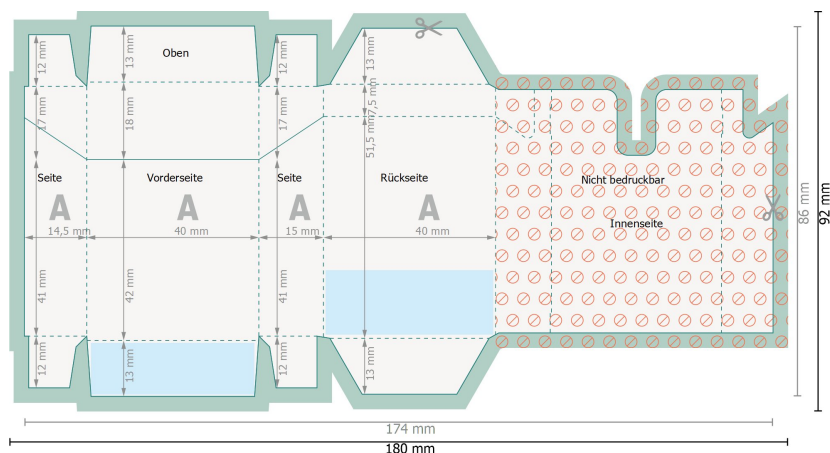 12 mm
13 mm
Oben
12 mm
13 mm
17 mm
18 mm
17 mm
7,5 mm
51,5 mm
Seite
Vorderseite
Seite
Rückseite
Nicht bedruckbar
A
A
A
A
Innenseite
14,5 mm
40 mm
15 mm
40 mm
41 mm
42 mm
41 mm
12 mm
13 mm
12 mm
13 mm
86 mm
92 mm
174 mm
180 mm